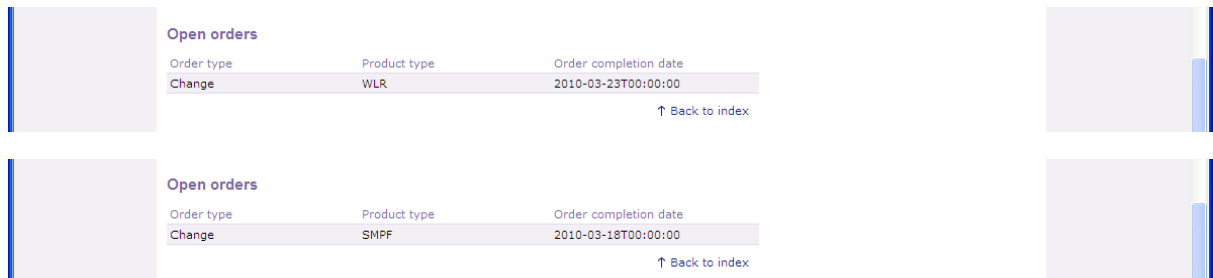 Open orders
Order type Product type Order completion date
Change WLR 2010-03-23T00:00:00
↑ Back to index
Open orders
Order type Product type Order completion date
Change SMPF 2010-03-18T00:00:00
↑ Back to index